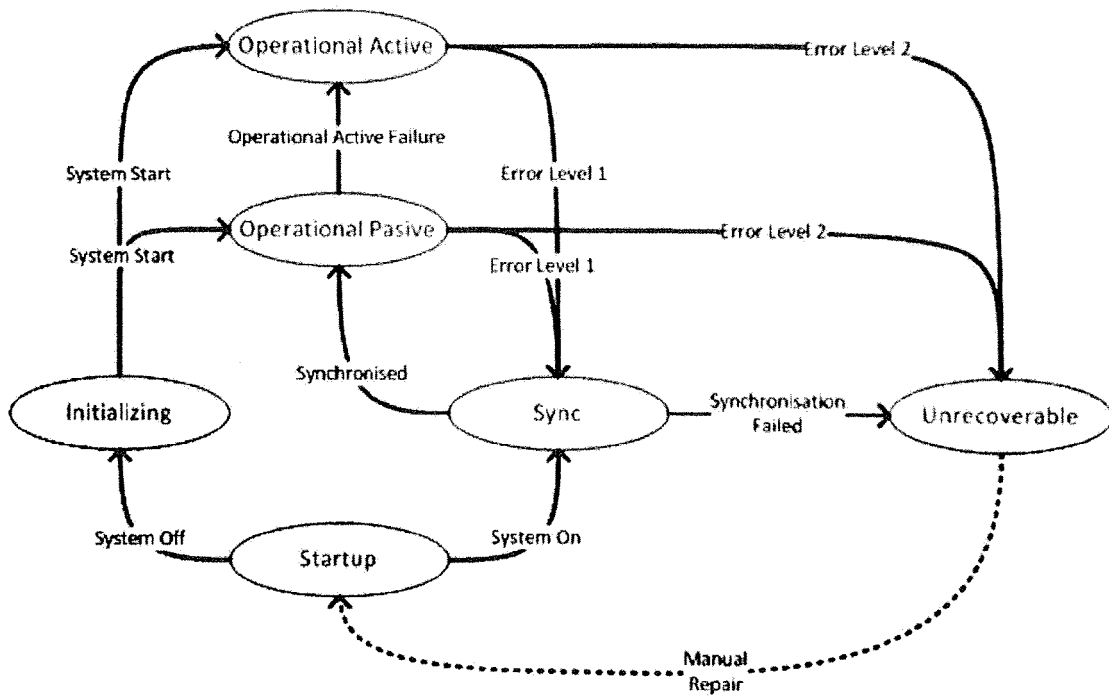 Operational Active
Error Level 2
Operational Active Failure
System Start
Error Level 1
Operational Pasive
Error Level 2
System Start
Error Level 1
Synchronised
Initializing
Sync
Synchronisation
Failed
Unrecoverable
System Off
System On
Startup
Manual
Repair